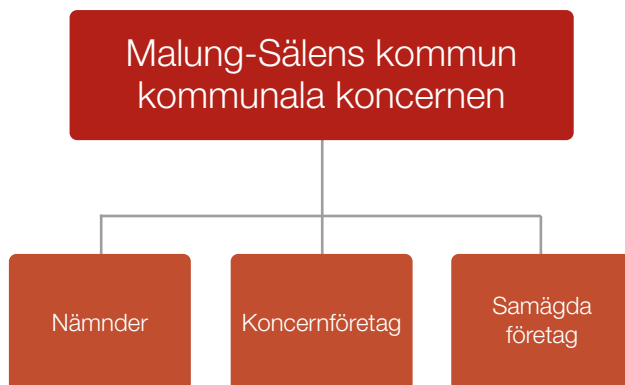 Malung-Sälens kommun
kommunala koncernen
Nämnder
Koncernföretag
Samägda
företag